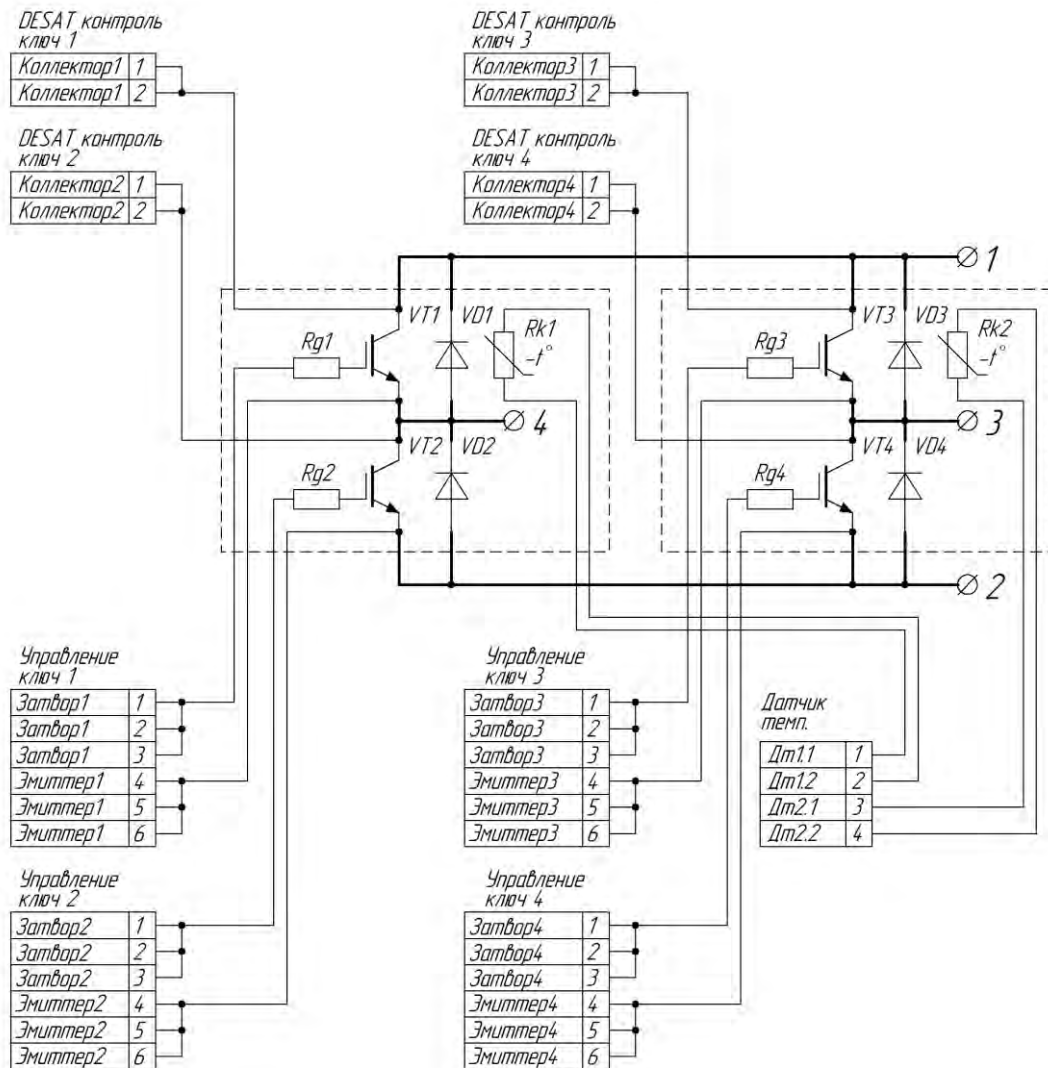 DESAT контроль
ключ 1
Коллектор1 1
Коллектор1 2
DESAT контроль
ключ 2
Коллектор2 1
Коллектор2 2
DESAT контроль
ключ 3
Коллектор3 1
Коллектор3 2
DESAT контроль
ключ 4
Коллектор4 1
Коллектор4 2
1
VT1 VD1 Rk1
Rg1 -t°
4
VT2 VD2
Rg2
VT3 VD3 Rk2
Rg3 -t°
3
VT4 VD4
Rg4
2
Управление
ключ 1
Затвор1 1
Затвор1 2
Затвор1 3
Эмиттер1 4
Эмиттер1 5
Эмиттер1 6
Управление
ключ 2
Затвор2 1
Затвор2 2
Затвор2 3
Эмиттер2 4
Эмиттер2 5
Эмиттер2 6
Управление
ключ 3
Затвор3 1
Затвор3 2
Затвор3 3
Эмиттер3 4
Эмиттер3 5
Эмиттер3 6
Управление
ключ 4
Затвор4 1
Затвор4 2
Затвор4 3
Эмиттер4 4
Эмиттер4 5
Эмиттер4 6
Датчик
темп.
Дт1.1 1
Дт1.2 2
Дт2.1 3
Дт2.2 4